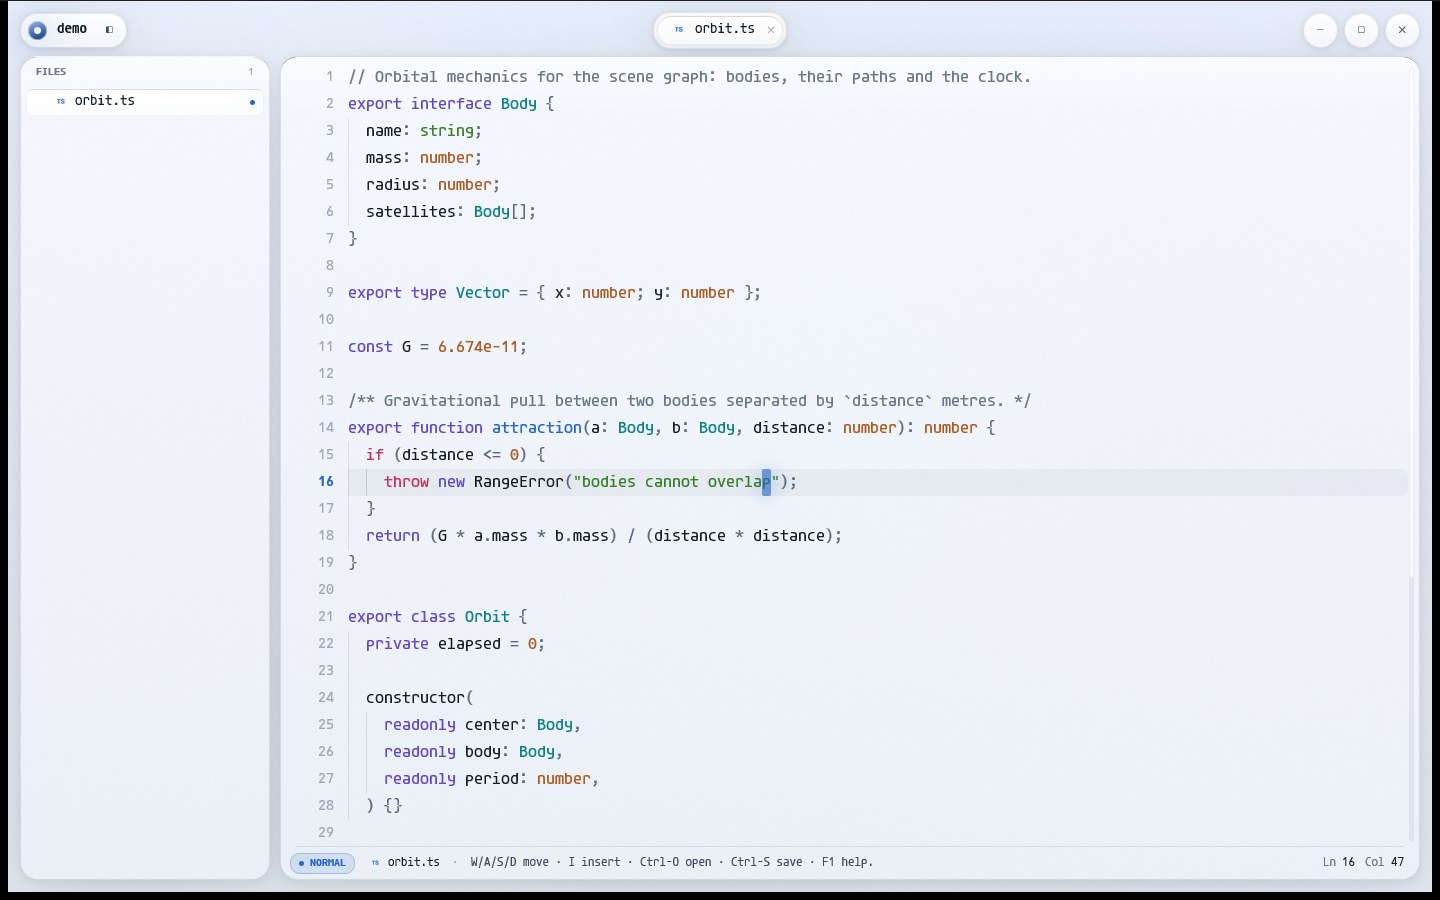 demo
TS orbit.ts ×
FILES 1
TS orbit.ts
1 // Orbital mechanics for the scene graph: bodies, their paths and the clock.
2 export interface Body {
3 name: string;
4 mass: number;
5 radius: number;
6 satellites: Body[];
7 }
8
9 export type Vector = { x: number; y: number };
10
11 const G = 6.674e-11;
12
13 /** Gravitational pull between two bodies separated by `distance` metres. */
14 export function attraction(a: Body, b: Body, distance: number): number {
15 if (distance <= 0) {
16 throw new RangeError("bodies cannot overlap");
17 }
18 return (G * a.mass * b.mass) / (distance * distance);
19 }
20
21 export class Orbit {
22 private elapsed = 0;
23
24 constructor(
25 readonly center: Body,
26 readonly body: Body,
27 readonly period: number,
28 ) {}
29
NORMAL TS orbit.ts · W/A/S/D move · I insert · Ctrl-O open · Ctrl-S save · F1 help. Ln 16 Col 47